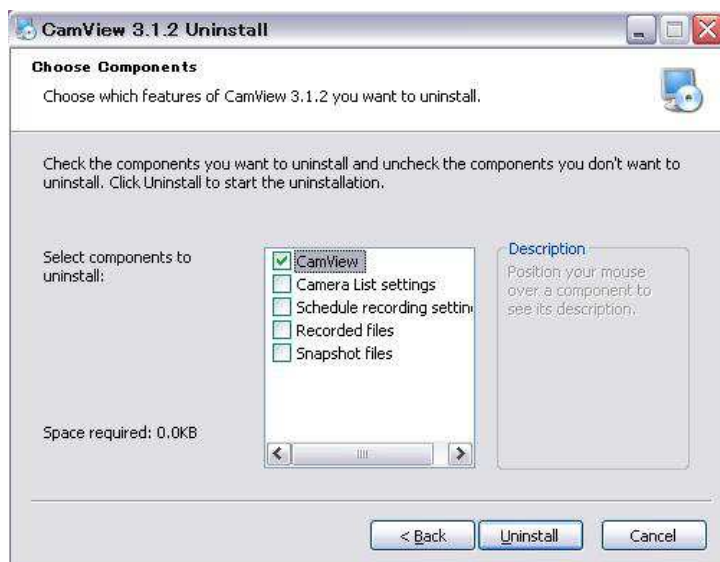 CamView 3.1.2 Uninstall
Choose Components
Choose which features of CamView 3.1.2 you want to uninstall.
Check the components you want to uninstall and uncheck the components you don't want to
uninstall. Click Uninstall to start the uninstallation.
Select components to
uninstall:
CamView
Camera List settings
Schedule recording settin
Recorded files
Snapshot files
Description
Position your mouse
over a component to
see its description.
Space required: 0.0KB
< Back
Uninstall
Cancel